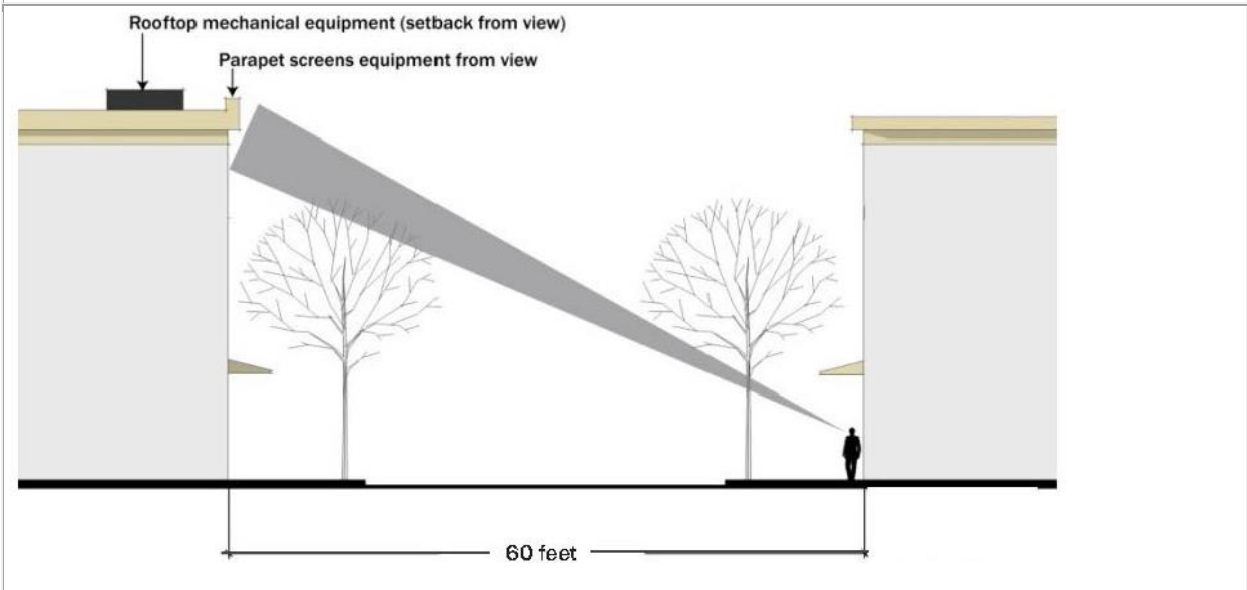 Rooftop mechanical equipment (setback from view)
Parapet screens equipment from view
60 feet